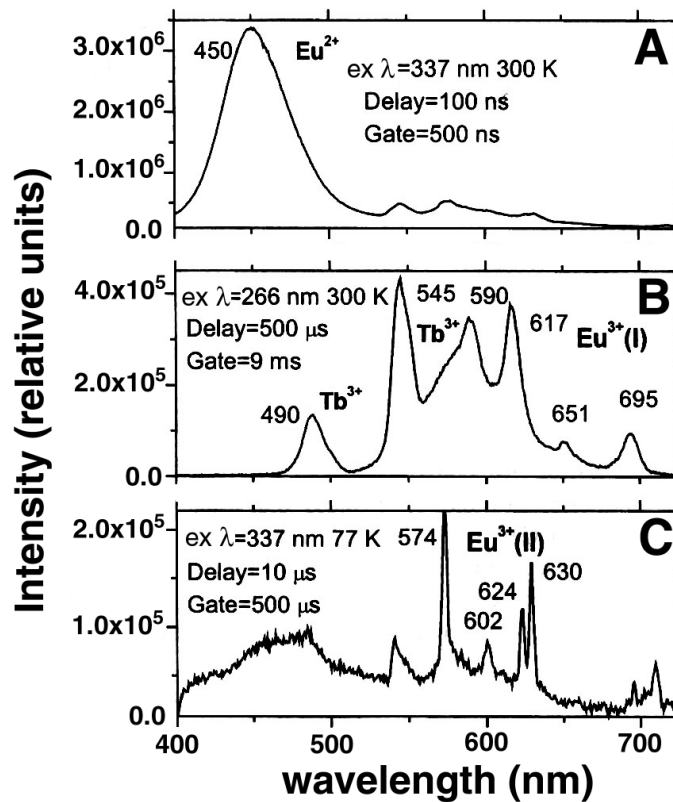 Intensity (relative units)
A
3.0x10⁶
2.0x10⁶
1.0x10⁶
0.0
450
Eu²⁺
ex λ=337 nm 300 K
Delay=100 ns
Gate=500 ns
B
4.0x10⁵
2.0x10⁵
0.0
ex λ=266 nm 300 K
Delay=500 μs
Gate=9 ms
490
Tb³⁺
545
Tb³⁺
590
617
Eu³⁺(I)
651
695
C
2.0x10⁵
1.0x10⁵
0.0
ex λ=337 nm 77 K
Delay=10 μs
Gate=500 μs
574
Eu³⁺(II)
602
624
630
400 500 600 700
wavelength (nm)